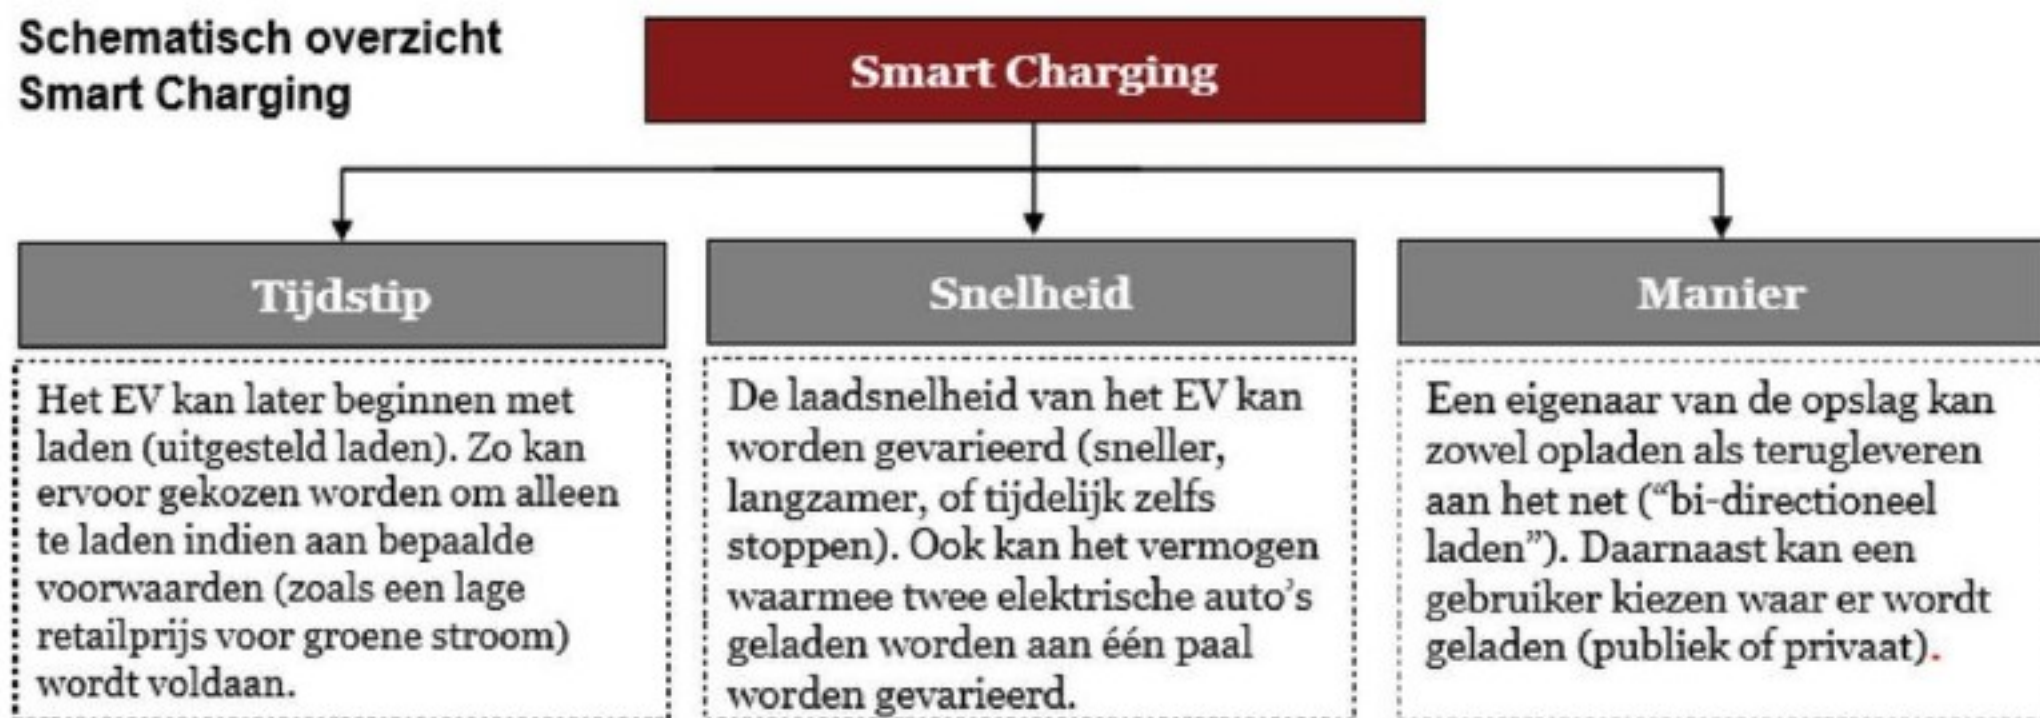 Schematisch overzicht
Smart Charging
Smart Charging
Tijdstip
Het EV kan later beginnen met
laden (uitgesteld laden). Zo kan
ervoor gekozen worden om alleen
te laden indien aan bepaalde
voorwaarden (zoals een lage
retailprijs voor groene stroom)
wordt voldaan.
Snelheid
De laadsnelheid van het EV kan
worden gevarieerd (sneller,
langzamer, of tijdelijk zelfs
stoppen). Ook kan het vermogen
waarmee twee elektrische auto's
geladen worden aan één paal
worden gevarieerd.
Manier
Een eigenaar van de opslag kan
zowel opladen als terugleveren
aan het net (“bi-directioneel
laden”). Daarnaast kan een
gebruiker kiezen waar er wordt
geladen (publiek of privaat).